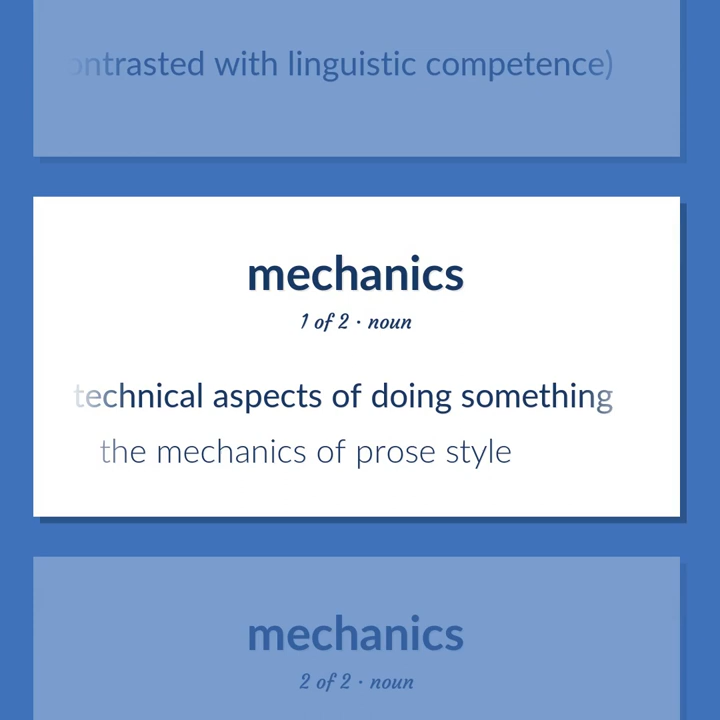 ontrasted with linguistic competence)
mechanics
1 of 2 · noun
technical aspects of doing something
the mechanics of prose style
mechanics
2 of 2 · noun